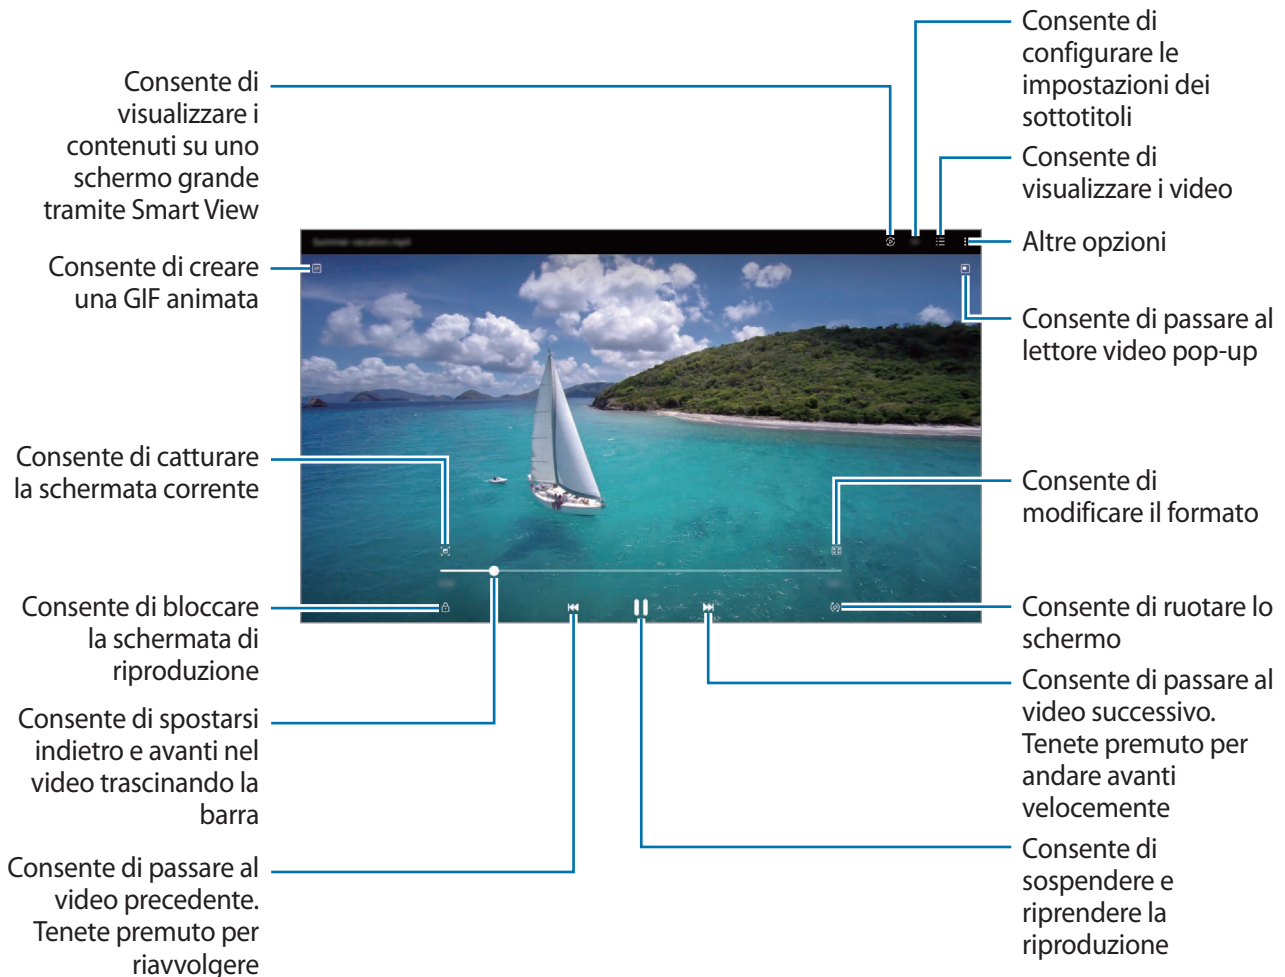 Consente di
visualizzare i
contenuti su uno
schermo grande
tramite Smart View
Consente di creare
una GIF animata
Consente di catturare
la schermata corrente
Consente di bloccare
la schermata di
riproduzione
Consente di spostarsi
indietro e avanti nel
video trascinando la
barra
Consente di passare al
video precedente.
Tenete premuto per
riavvolgere
Summer vacation.mp4
Consente di
configurare le
impostazioni dei
sottotitoli
Consente di
visualizzare i video
Altre opzioni
Consente di passare al
lettore video pop-up
Consente di
modificare il formato
Consente di ruotare lo
schermo
Consente di passare al
video successivo.
Tenete premuto per
andare avanti
velocemente
Consente di
sospendere e
riprendere la
riproduzione